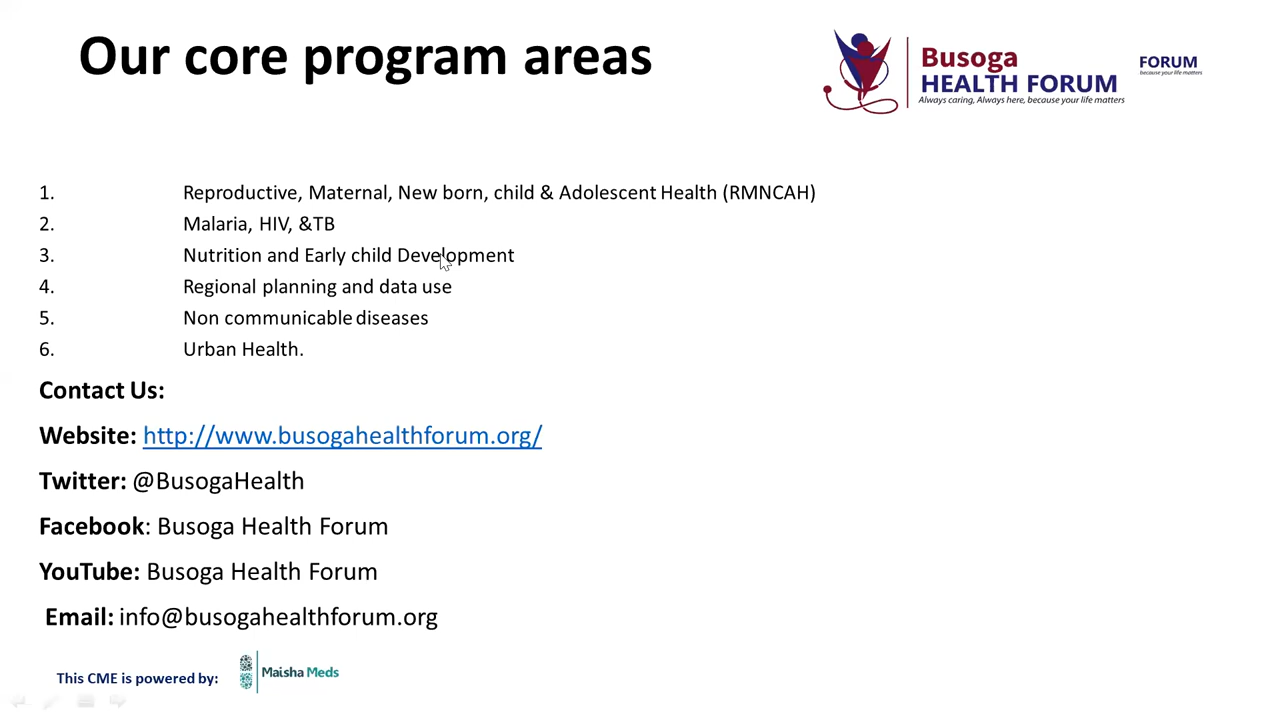 Our core program areas
Busoga
HEALTH FORUM
Always caring, Always here, because your life matters
FORUM
because your life matters
1. Reproductive, Maternal, New born, child & Adolescent Health (RMNCAH)
2. Malaria, HIV, &TB
3. Nutrition and Early child Development
4. Regional planning and data use
5. Non communicable diseases
6. Urban Health.
Contact Us:
Website: http://www.busogahealthforum.org/
Twitter: @BusogaHealth
Facebook: Busoga Health Forum
YouTube: Busoga Health Forum
Email: info@busogahealthforum.org
This CME is powered by: Maisha Meds